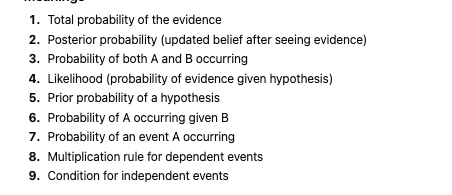 1. Total probability of the evidence
2. Posterior probability (updated belief after seeing evidence)
3. Probability of both A and B occurring
4. Likelihood (probability of evidence given hypothesis)
5. Prior probability of a hypothesis
6. Probability of A occurring given B
7. Probability of an event A occurring
8. Multiplication rule for dependent events
9. Condition for independent events